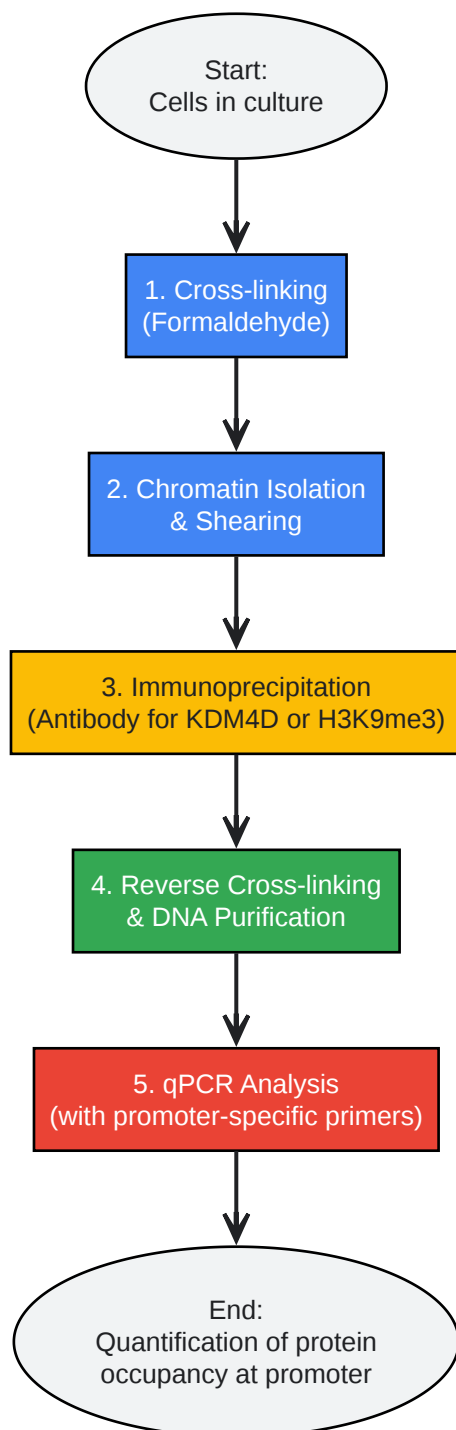 Start:
Cells in culture
1. Cross-linking
(Formaldehyde)
2. Chromatin Isolation
& Shearing
3. Immunoprecipitation
(Antibody for KDM4D or H3K9me3)
4. Reverse Cross-linking
& DNA Purification
5. qPCR Analysis
(with promoter-specific primers)
End:
Quantification of protein
occupancy at promoter